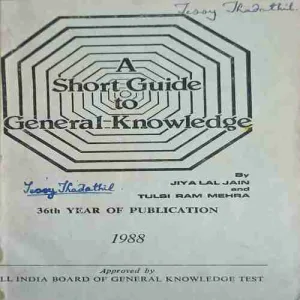 Tessy Thadathil
A
Short Guide
to
General Knowledge
By
JIYA LAL JAIN
and
TULSI RAM MEHRA
Tessy Thadathil
36th YEAR OF PUBLICATION
1988
Approved by
LL INDIA BOARD OF GENERAL KNOWLEDGE TEST